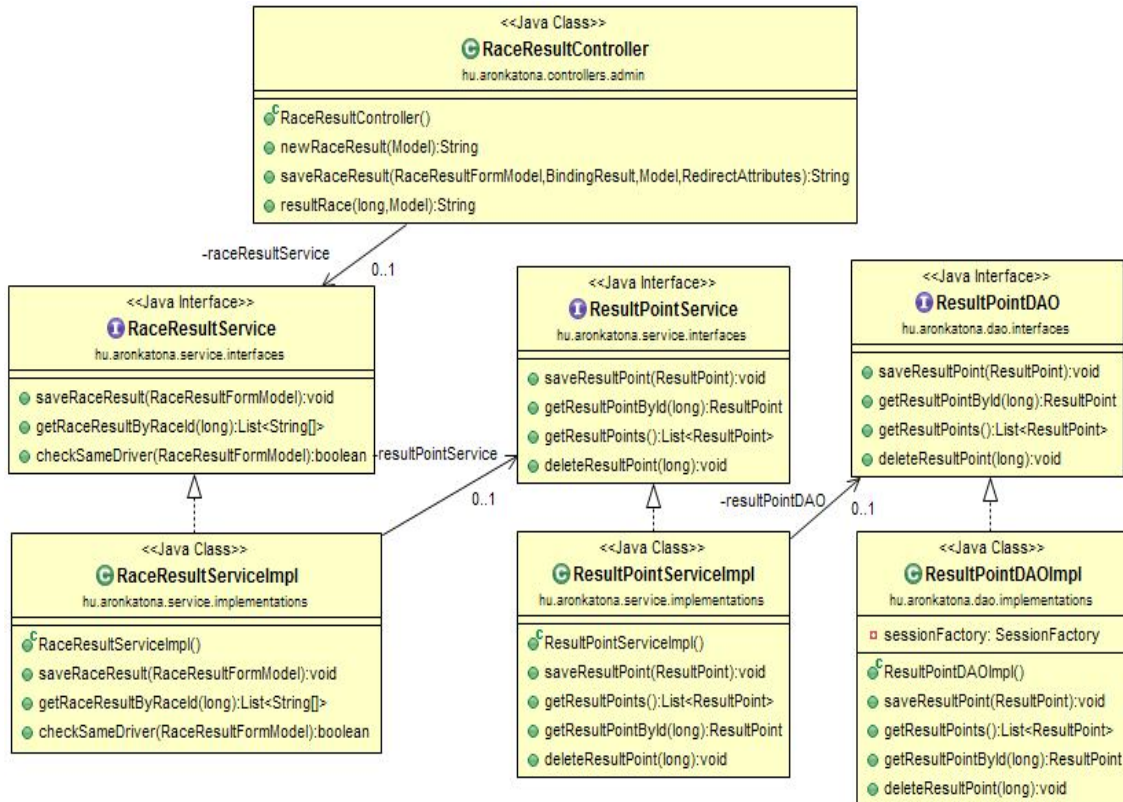 <<Java Class>>
RaceResultController
hu.aronkatona.controllers.admin
RaceResultController()
newRaceResult(Model):String
saveRaceResult(RaceResultFormModel,BindingResult,Model,RedirectAttributes):String
resultRace(long,Model):String
-raceResultService
0..1
<<Java Interface>>
RaceResultService
hu.aronkatona.service.interfaces
saveRaceResult(RaceResultFormModel):void
getRaceResultByRaceId(long):List<String[]>
checkSameDriver(RaceResultFormModel):boolean
-resultPointService
0..1
<<Java Interface>>
ResultPointService
hu.aronkatona.service.interfaces
saveResultPoint(ResultPoint):void
getResultPointById(long):ResultPoint
getResultPoints():List<ResultPoint>
deleteResultPoint(long):void
-resultPointDAO
0..1
<<Java Interface>>
ResultPointDAO
hu.aronkatona.dao.interfaces
saveResultPoint(ResultPoint):void
getResultPointById(long):ResultPoint
getResultPoints():List<ResultPoint>
deleteResultPoint(long):void
<<Java Class>>
RaceResultServiceImpl
hu.aronkatona.service.implementations
RaceResultServiceImpl()
saveRaceResult(RaceResultFormModel):void
getRaceResultByRaceId(long):List<String[]>
checkSameDriver(RaceResultFormModel):boolean
<<Java Class>>
ResultPointServiceImpl
hu.aronkatona.service.implementations
ResultPointServiceImpl()
saveResultPoint(ResultPoint):void
getResultPoints():List<ResultPoint>
getResultPointById(long):ResultPoint
deleteResultPoint(long):void
<<Java Class>>
ResultPointDAOImpl
hu.aronkatona.dao.implementations
sessionFactory: SessionFactory
ResultPointDAOImpl()
saveResultPoint(ResultPoint):void
getResultPoints():List<ResultPoint>
getResultPointById(long):ResultPoint
deleteResultPoint(long):void